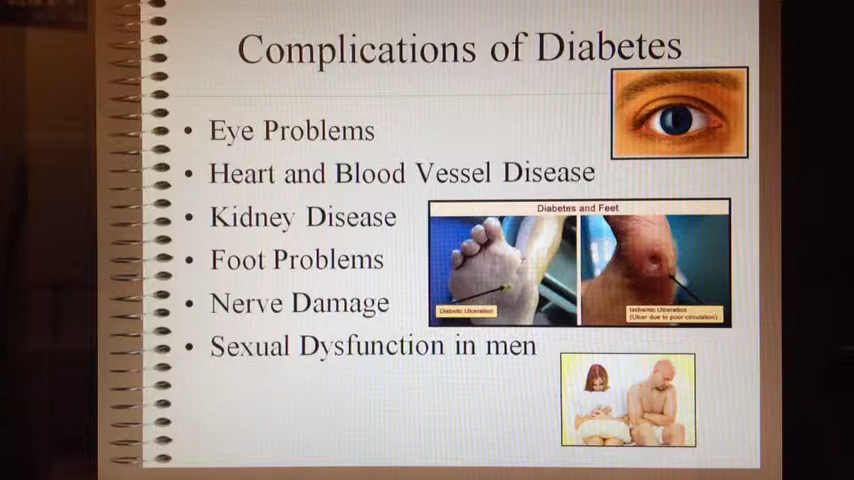 Complications of Diabetes
• Eye Problems
• Heart and Blood Vessel Disease
• Kidney Disease
• Foot Problems
• Nerve Damage
• Sexual Dysfunction in men
Diabetes and Feet
Diabetic Ulceration
Ischemic Ulceration
(Ulcer due to poor circulation)